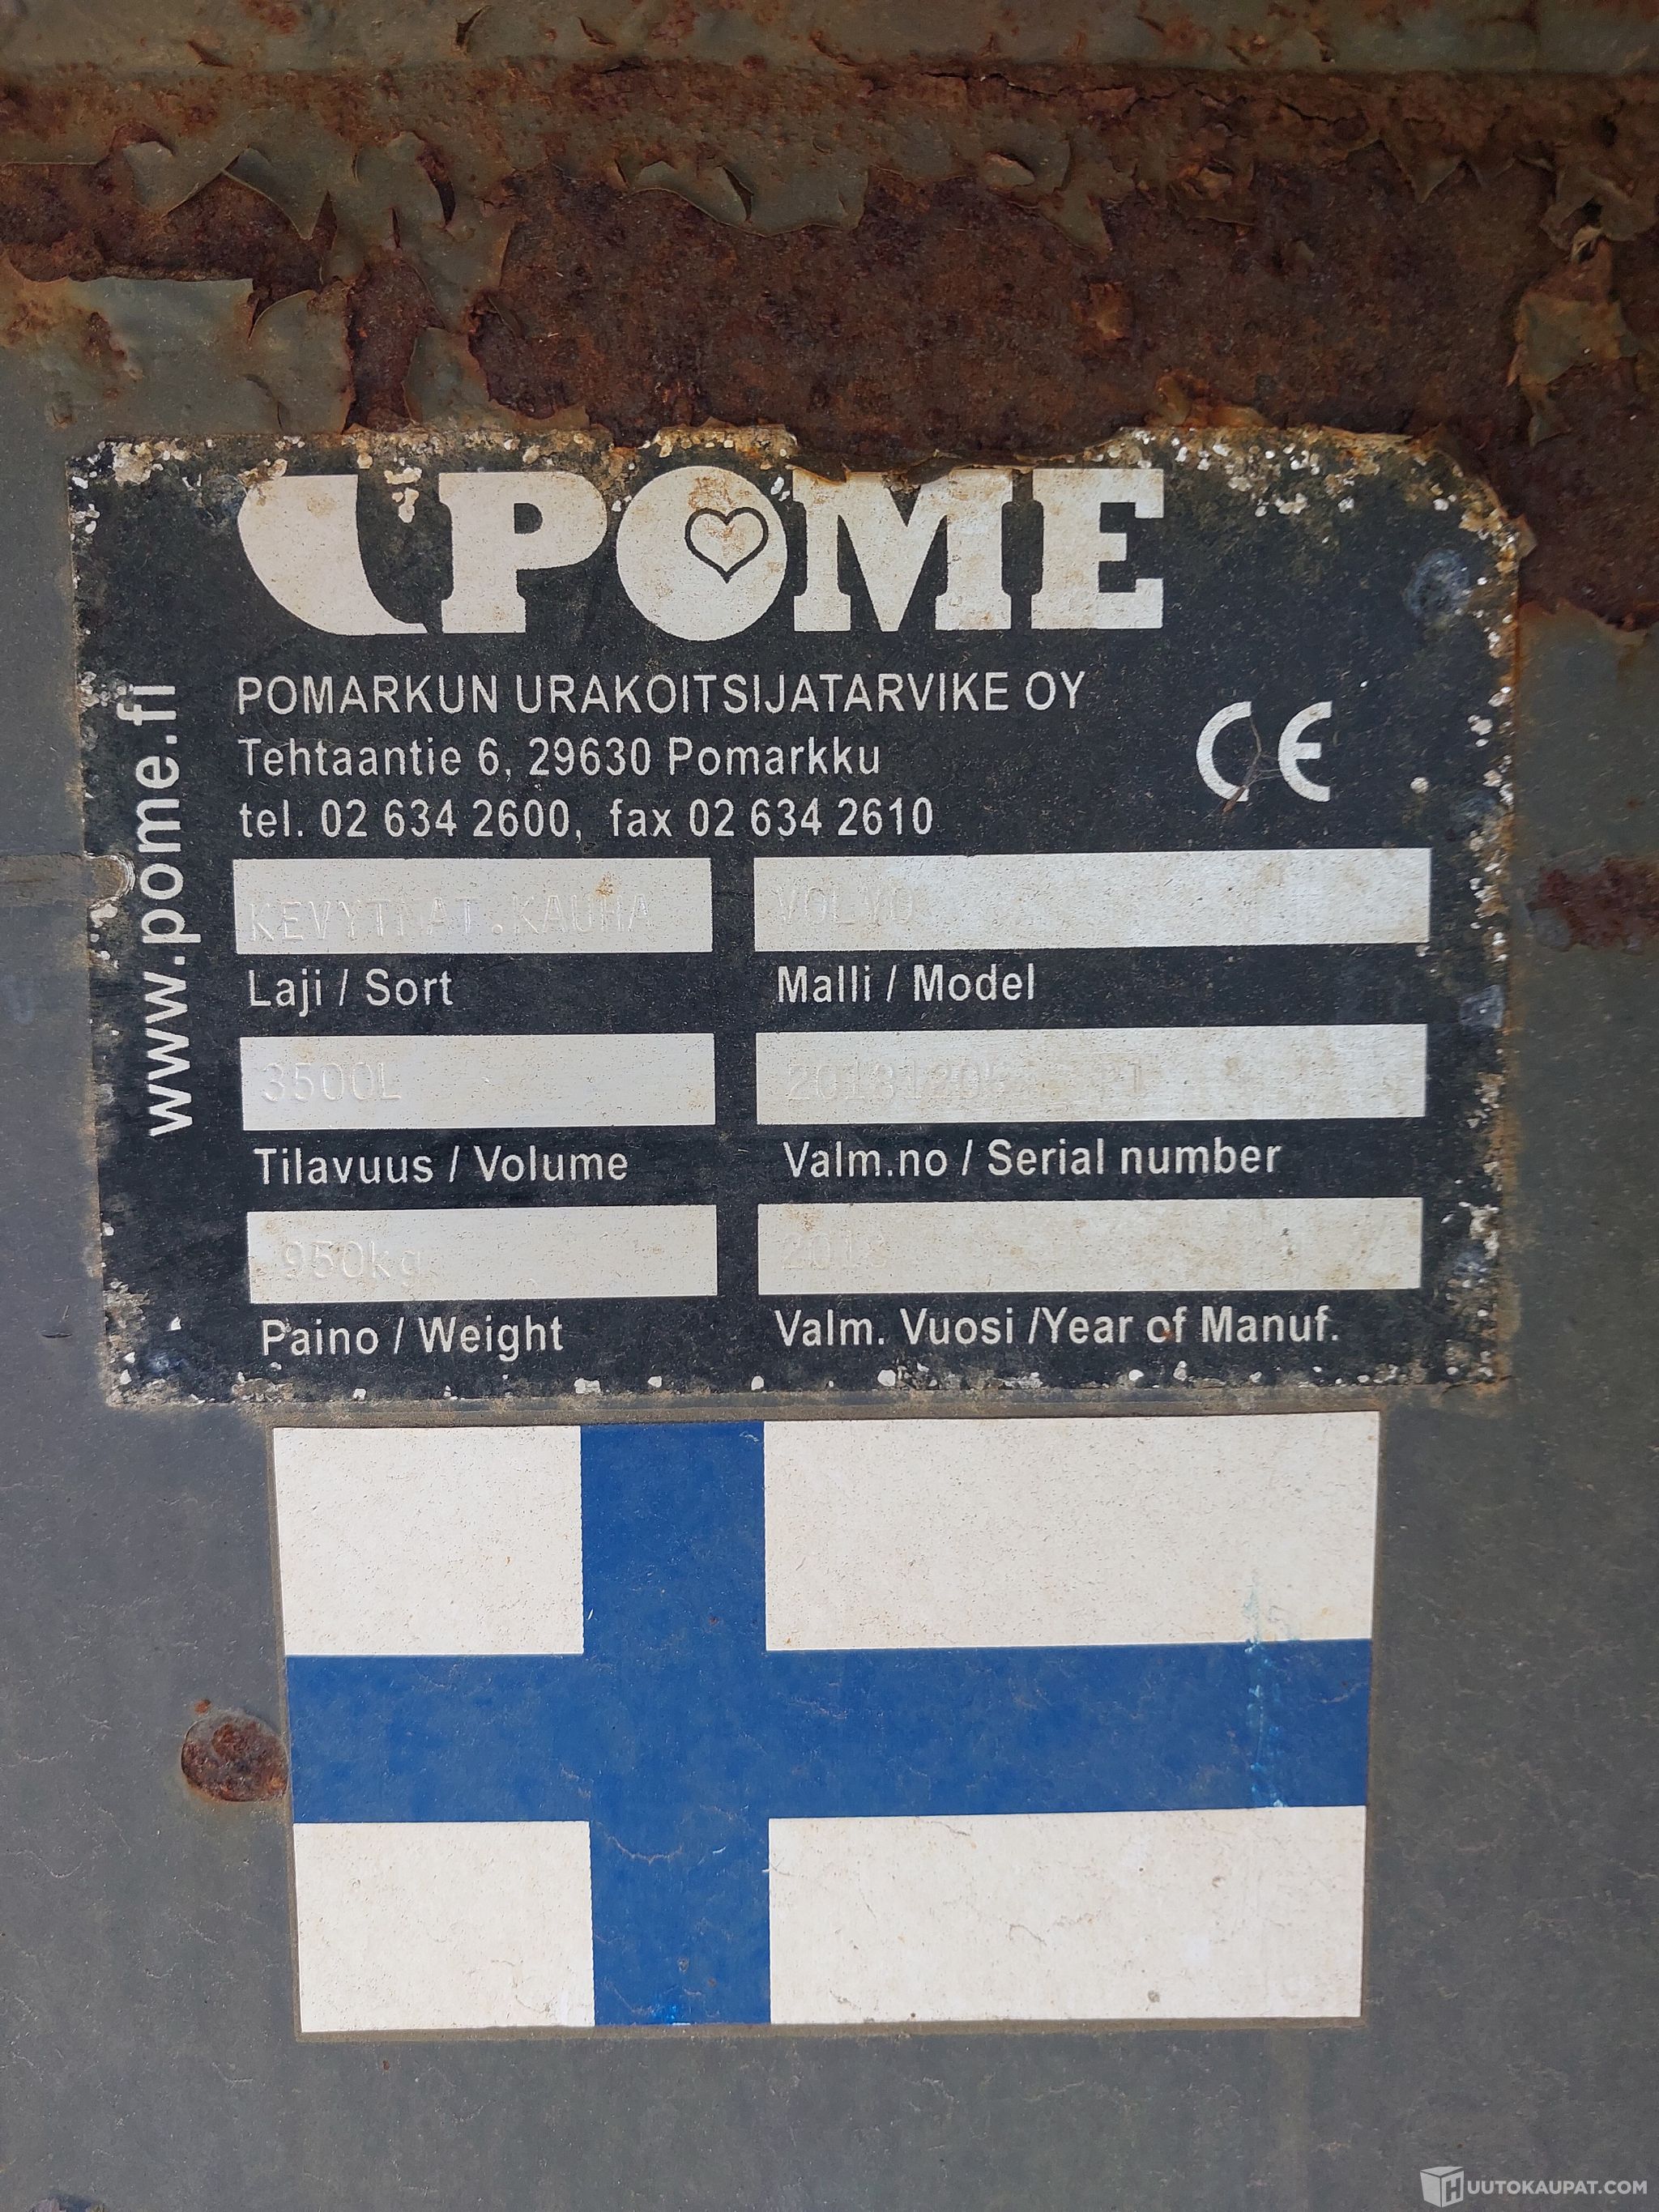 POME
POMARKUN URAKOITSIJATARVIKE OY
Tehtaantie 6, 29630 Pomarkku
tel. 02 634 2600, fax 02 634 2610
CE
www.pome.fi
KEVYTMAT.KAUHA
VOLVO
Laji / Sort
Malli / Model
3500L
Tilavuus / Volume
Valm.no / Serial number
950kg
Paino / Weight
Valm. Vuosi /Year of Manuf.
HUUTOKAUPAT.COM